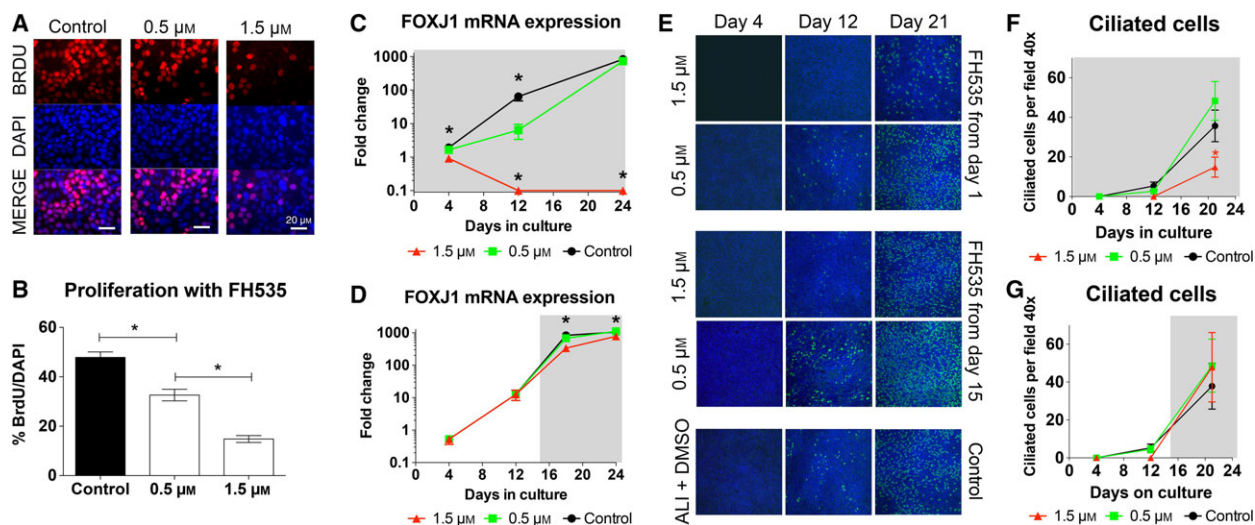 A
Control 0.5 µM 1.5 µM
BRDU
DAPI
MERGE
20 µM
B
Proliferation with FH535
% BrdU/DAPI
60
40
20
0
*
*
Control 0.5 µM 1.5 µM
C
FOXJ1 mRNA expression
Fold change
1000
100
10
1
0.1
*
*
*
*
0 4 8 12 16 20 24
Days in culture
1.5 µM 0.5 µM Control
D
FOXJ1 mRNA expression
Fold change
1000
100
10
1
0.1
* *
0 4 8 12 16 20 24
Days in culture
1.5 µM 0.5 µM Control
E
Day 4 Day 12 Day 21
1.5 µM
0.5 µM
FH535 from day 1
1.5 µM
0.5 µM
FH535 from day 15
ALI + DMSO
Control
F
Ciliated cells
Ciliated cells per field 40x
60
40
20
0
*
0 4 8 12 16 20 24
Days in culture
1.5 µM 0.5 µM Control
G
Ciliated cells
Ciliated cells per field 40x
60
40
20
0
0 4 8 12 16 20 24
Days on culture
1.5 µM 0.5 µM Control